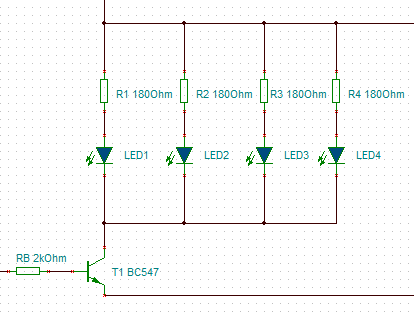 R1 180Ohm
R2 180Ohm
R3 180Ohm
R4 180Ohm
LED1
LED2
LED3
LED4
RB 2kOhm
T1 BC547